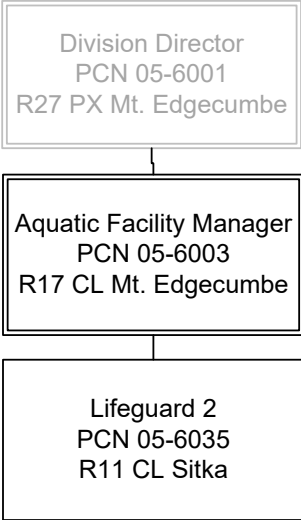 Division Director
PCN 05-6001
R27 PX Mt. Edgecumbe
Aquatic Facility Manager
PCN 05-6003
R17 CL Mt. Edgecumbe
Lifeguard 2
PCN 05-6035
R11 CL Sitka